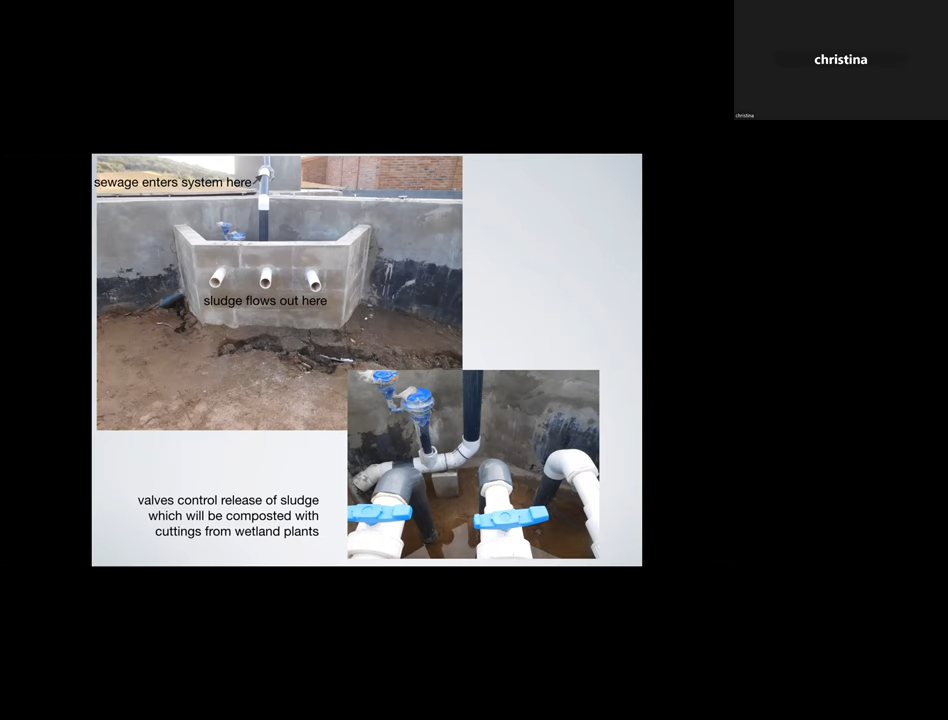 christina
christina
sewage enters system here
sludge flows out here
valves control release of sludge
which will be composted with
cuttings from wetland plants